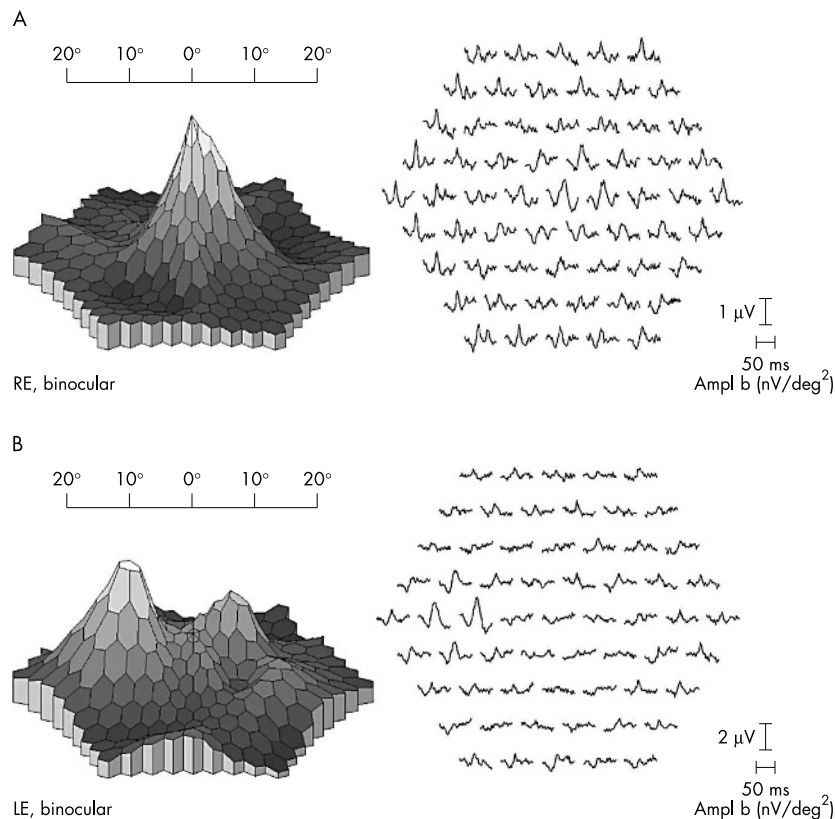 A
20° 10° 0° 10° 20°
1 µV
50 ms
RE, binocular
Ampl b (nV/deg²)
B
20° 10° 0° 10° 20°
2 µV
50 ms
LE, binocular
Ampl b (nV/deg²)